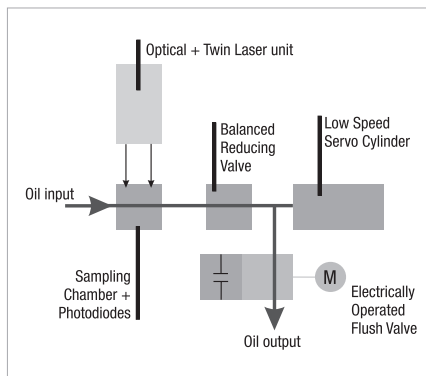 Optical + Twin Laser unit
Balanced
Reducing
Valve
Low Speed
Servo Cylinder
Oil input
Sampling
Chamber +
Photodiodes
M
Electrically
Operated
Flush Valve
Oil output